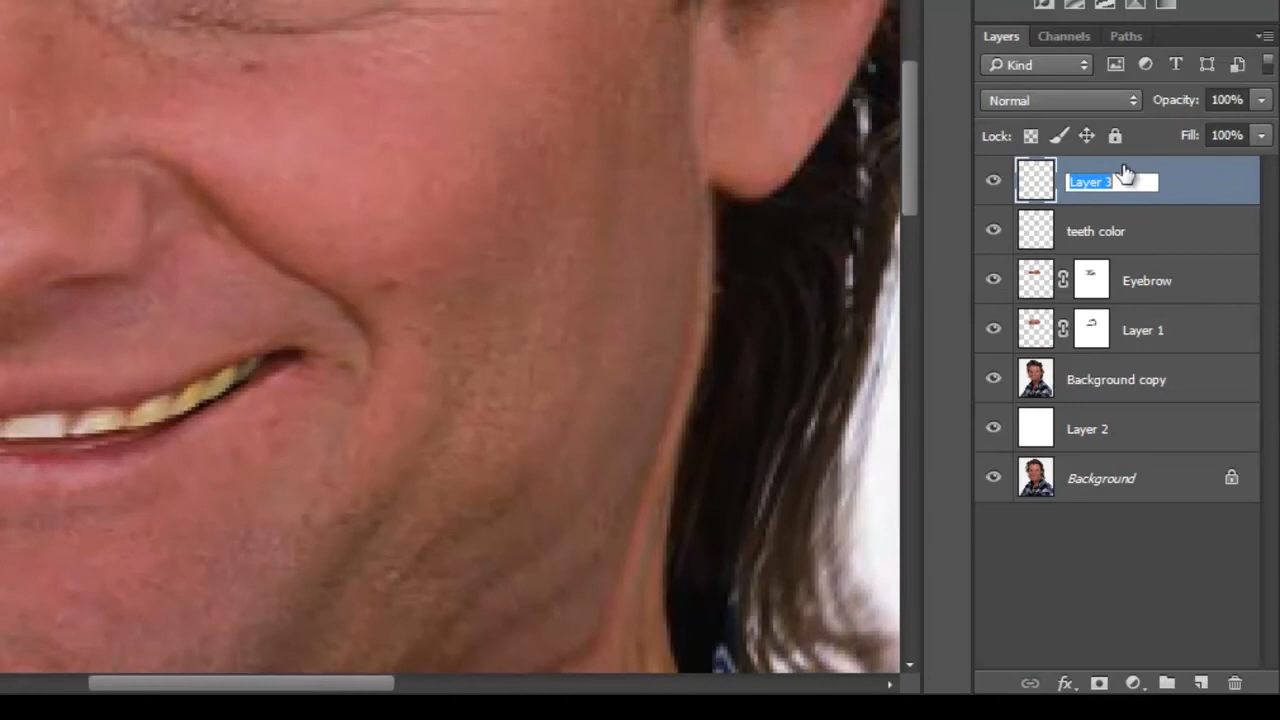 Layers Channels Paths
Kind
Normal Opacity: 100%
Lock: Fill: 100%
Layer 3
teeth color
Eyebrow
Layer 1
Background copy
Layer 2
Background
fx